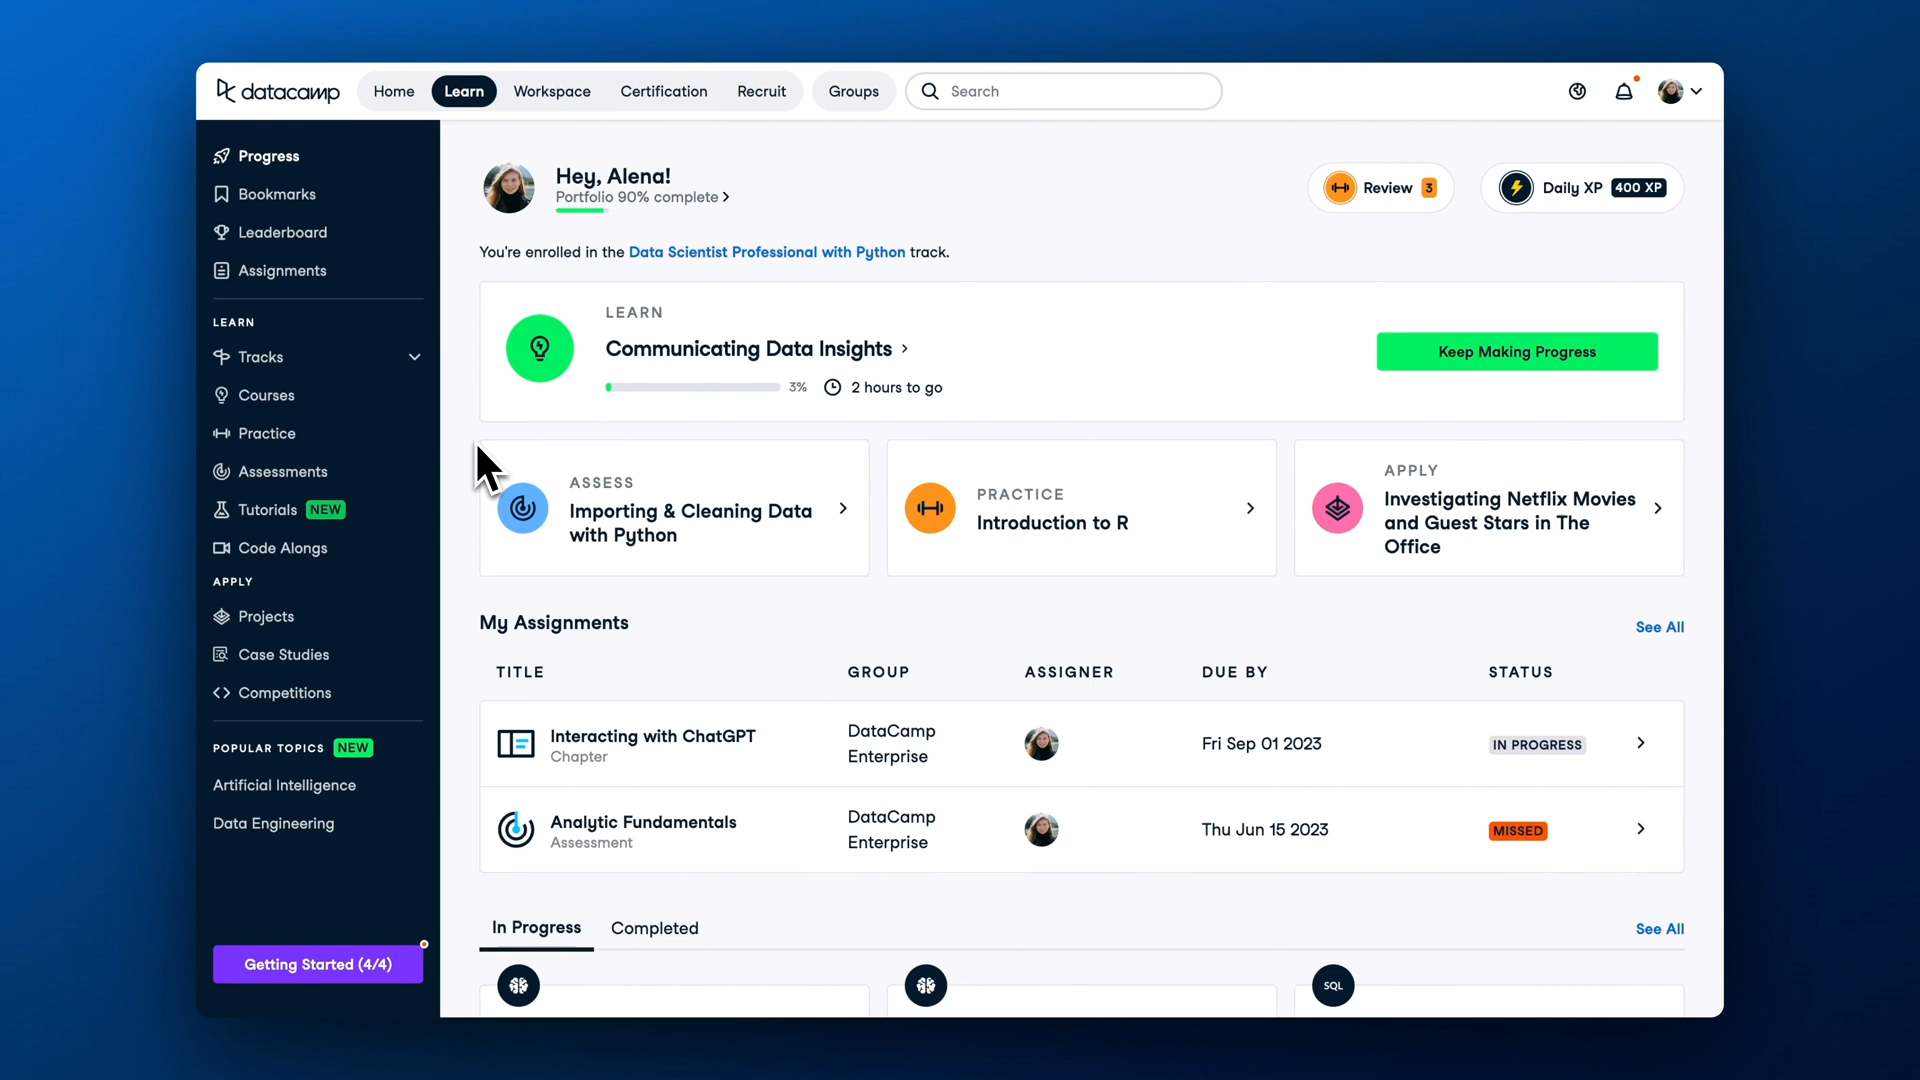 datacamp
Home Learn Workspace Certification Recruit Groups Search
Progress
Bookmarks
Leaderboard
Assignments
LEARN
Tracks
Courses
Practice
Assessments
Tutorials NEW
Code Alongs
APPLY
Projects
Case Studies
Competitions
POPULAR TOPICS NEW
Artificial Intelligence
Data Engineering
Getting Started (4/4)
Hey, Alena!
Portfolio 90% complete
Review 3
Daily XP 400 XP
You're enrolled in the Data Scientist Professional with Python track.
LEARN
Communicating Data Insights
3% 2 hours to go
Keep Making Progress
ASSESS
Importing & Cleaning Data
with Python
PRACTICE
Introduction to R
APPLY
Investigating Netflix Movies
and Guest Stars in The
Office
My Assignments
See All
TITLE GROUP ASSIGNER DUE BY STATUS
Interacting with ChatGPT
Chapter
DataCamp
Enterprise
Fri Sep 01 2023
IN PROGRESS
Analytic Fundamentals
Assessment
DataCamp
Enterprise
Thu Jun 15 2023
MISSED
In Progress Completed
See All
SQL